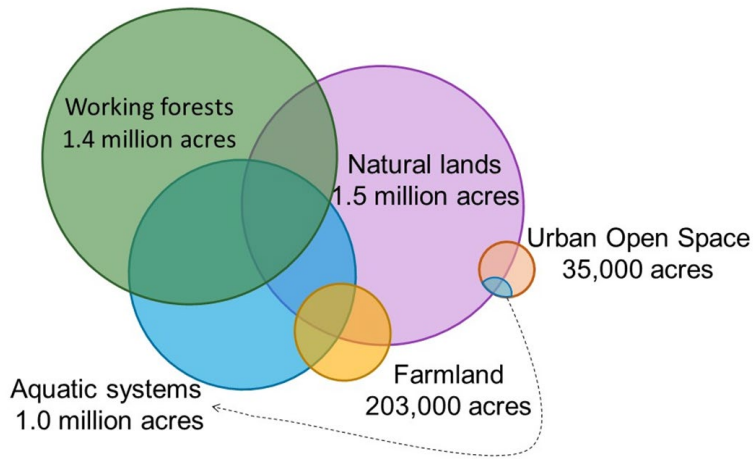 Working forests
1.4 million acres
Natural lands
1.5 million acres
Urban Open Space
35,000 acres
Farmland
203,000 acres
Aquatic systems
1.0 million acres